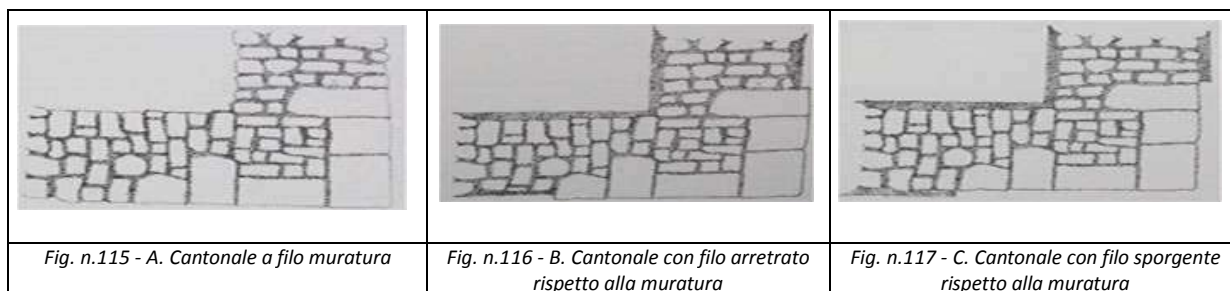 Fig. n.115 - A. Cantonale a filo muratura
Fig. n.116 - B. Cantonale con filo arretrato
rispetto alla muratura
Fig. n.117 - C. Cantonale con filo sporgente
rispetto alla muratura